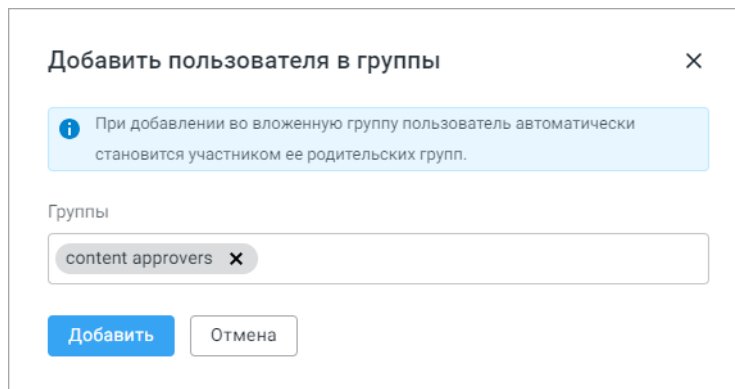 Добавить пользователя в группы
При добавлении во вложенную группу пользователь автоматически
становится участником ее родительских групп.
Группы
content approvers
Добавить Отмена